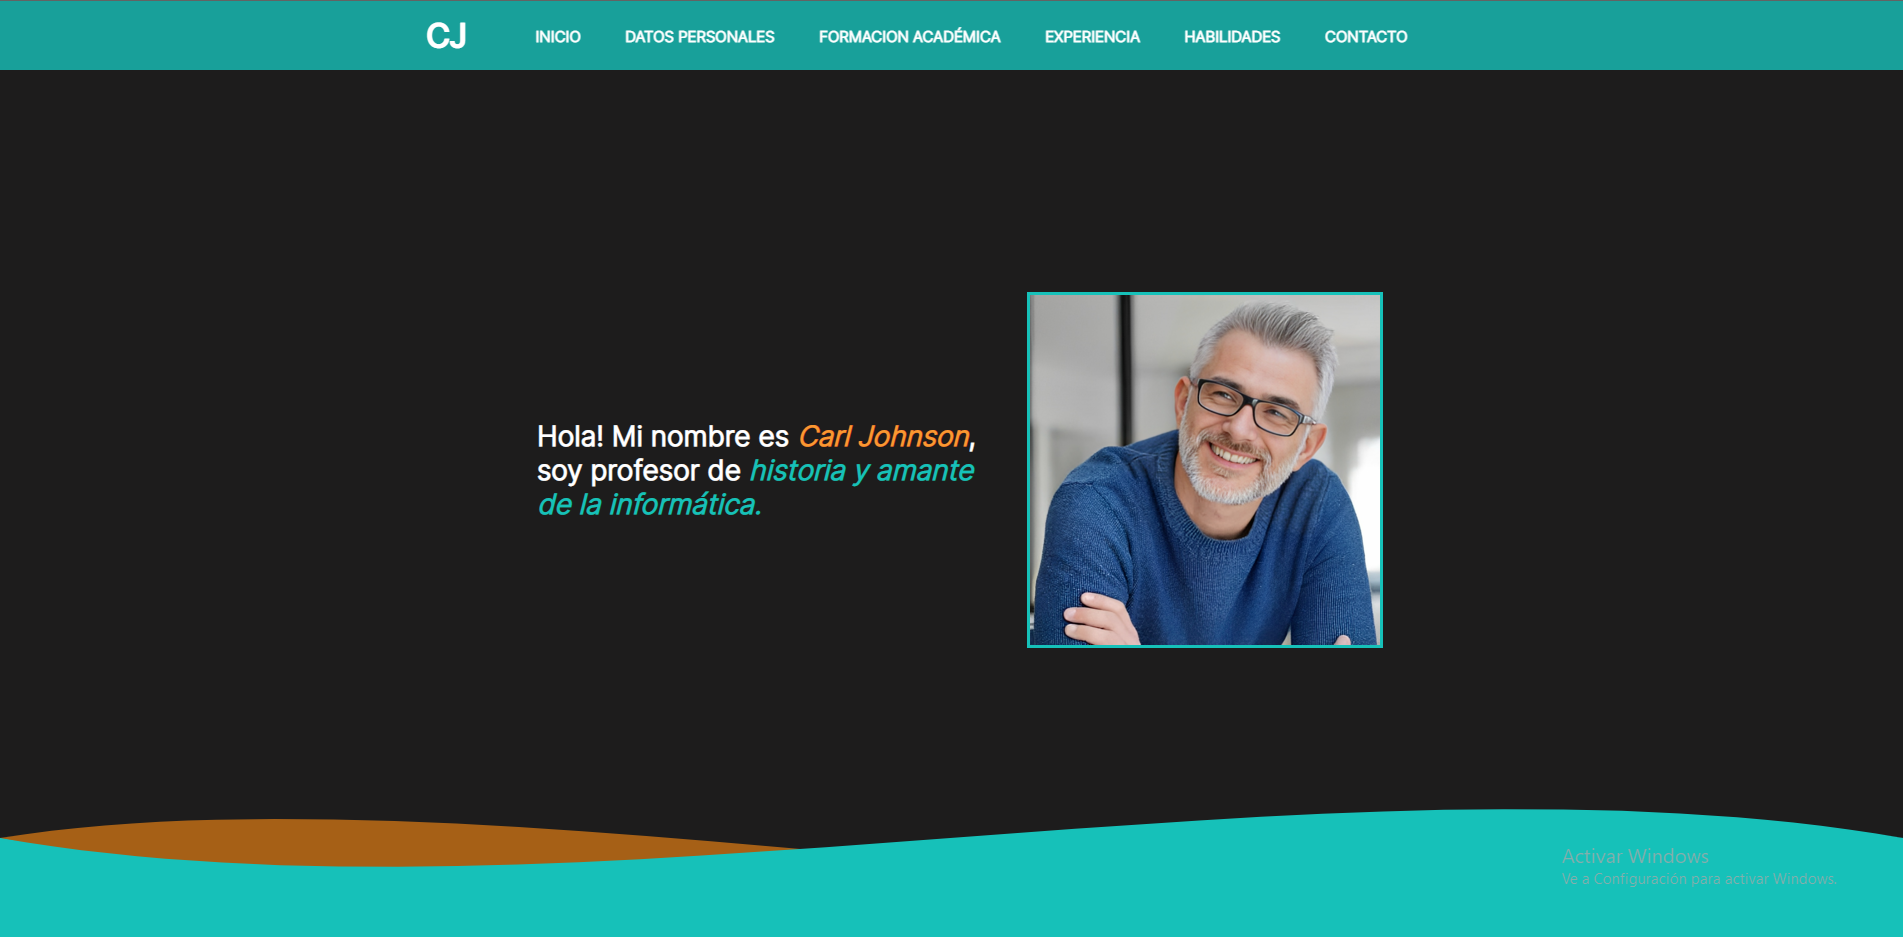 CJ INICIO DATOS PERSONALES FORMACION ACADÉMICA EXPERIENCIA HABILIDADES CONTACTO
Hola! Mi nombre es Carl Johnson,
soy profesor de historia y amante
de la informática.
Activar Windows
Ve a Configuración para activar Windows.